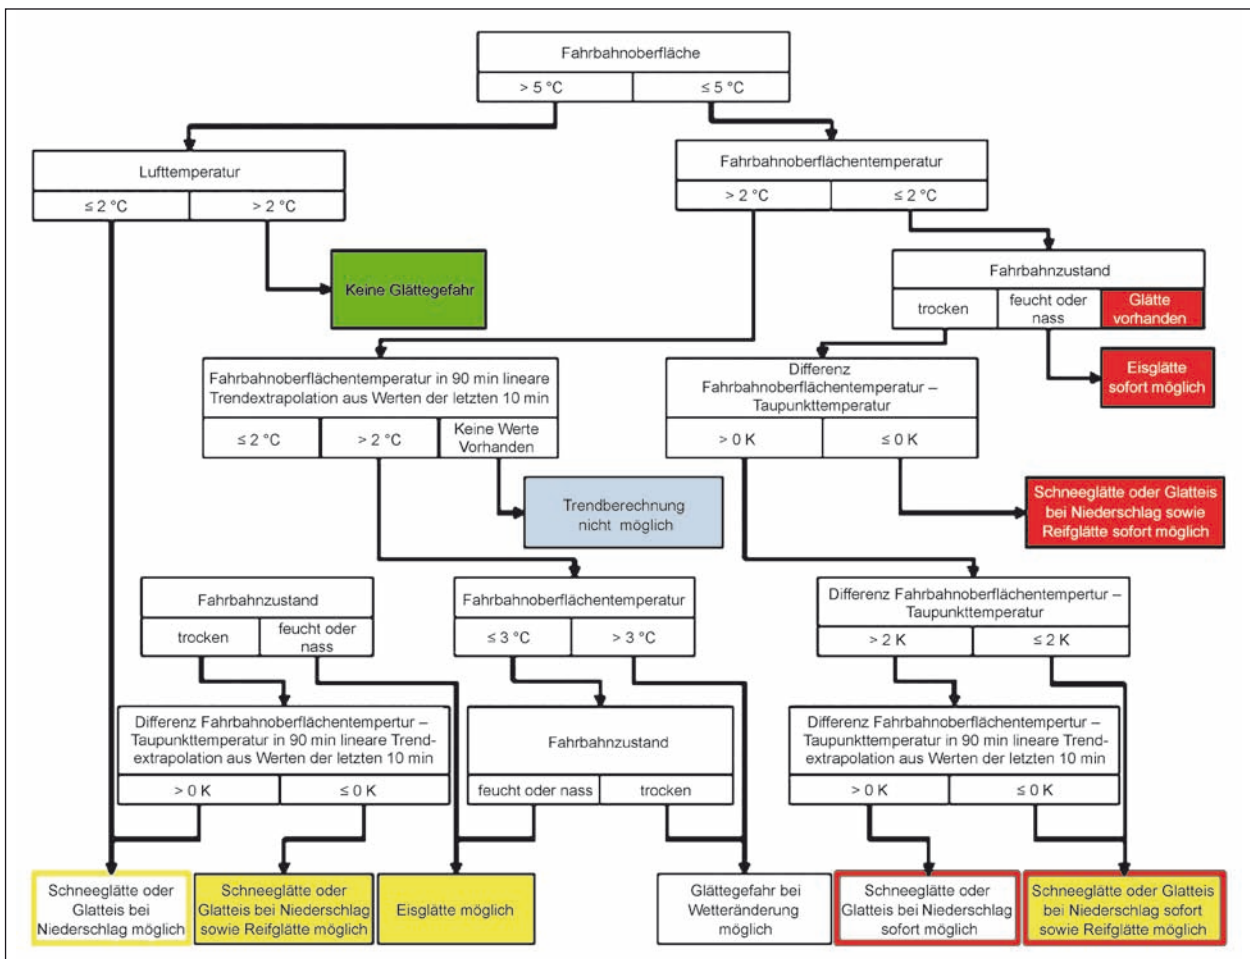 Fahrbahnoberfläche
> 5 °C
≤ 5 °C
Lufttemperatur
≤ 2 °C
> 2 °C
Fahrbahnoberflächentemperatur
> 2 °C
≤ 2 °C
Keine Glättegefahr
Fahrbahnzustand
trocken
feucht oder
nass
Glätte
vorhanden
Eisglätte
sofort möglich
Fahrbahnoberflächentemperatur in 90 min lineare
Trendextrapolation aus Werten der letzten 10 min
≤ 2 °C
> 2 °C
Keine Werte
Vorhanden
Differenz
Fahrbahnoberflächentemperatur –
Taupunkttemperatur
> 0 K
≤ 0 K
Trendberechnung
nicht möglich
Schneeglätte oder Glatteis
bei Niederschlag sowie
Reifglätte sofort möglich
Fahrbahnzustand
trocken
feucht oder
nass
Fahrbahnoberflächentemperatur
≤ 3 °C
> 3 °C
Differenz Fahrbahnoberflächentempertur –
Taupunkttemperatur
> 2 K
≤ 2 K
Differenz Fahrbahnoberflächentempertur –
Taupunkttemperatur in 90 min lineare Trend-
extrapolation aus Werten der letzten 10 min
> 0 K
≤ 0 K
Fahrbahnzustand
feucht oder nass
trocken
Differenz Fahrbahnoberflächentempertur –
Taupunkttemperatur in 90 min lineare Trend-
extrapolation aus Werten der letzten 10 min
> 0 K
≤ 0 K
Schneeglätte oder
Glatteis bei
Niederschlag möglich
Schneeglätte oder
Glatteis bei Niederschlag
sowie Reifglätte möglich
Eisglätte möglich
Glättegefahr bei
Wetteränderung
möglich
Schneeglätte oder
Glatteis bei Niederschlag
sofort möglich
Schneeglätte oder Glatteis
bei Niederschlag sofort
sowie Reifglätte möglich